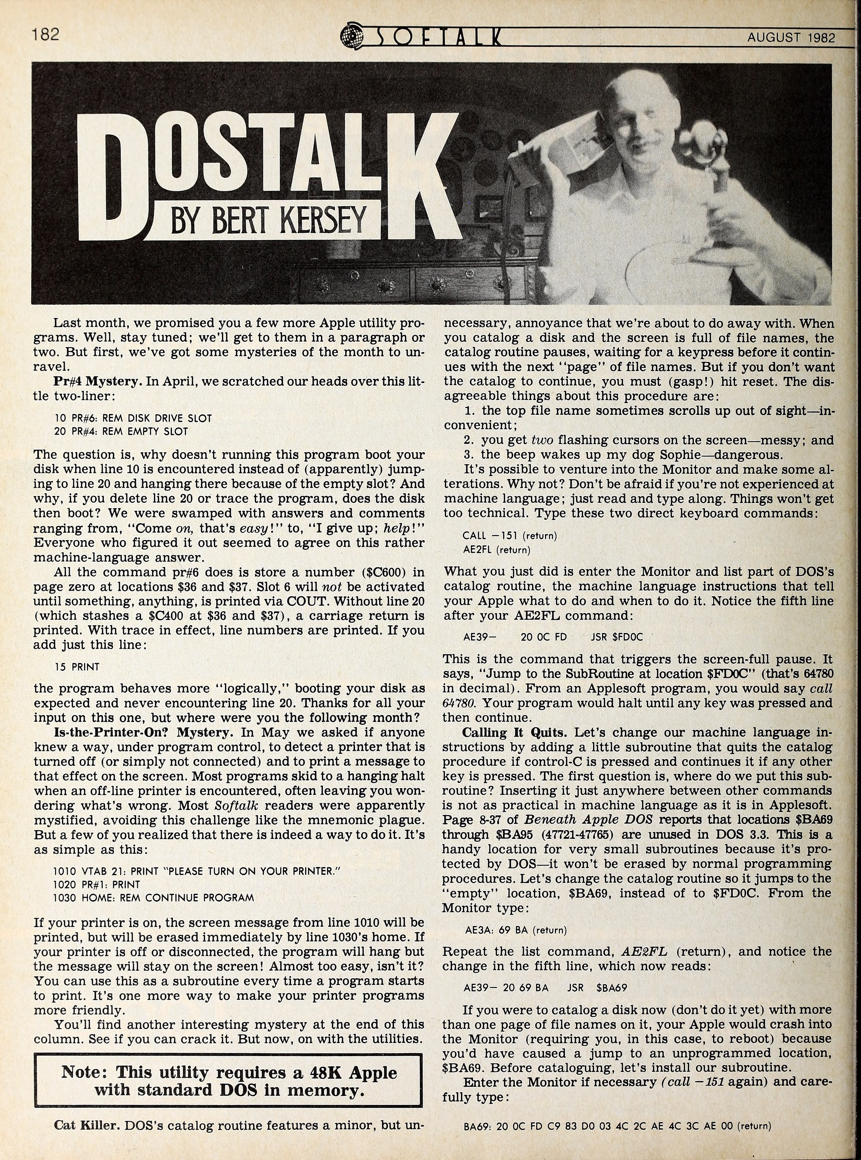 182
SOFTALK
AUGUST 1982
DOSTALK
BY BERT KERSEY
Last month, we promised you a few more Apple utility pro-
grams. Well, stay tuned; we'll get to them in a paragraph or
two. But first, we've got some mysteries of the month to un-
ravel.
Pr#4 Mystery. In April, we scratched our heads over this lit-
tle two-liner:
10 PR#6: REM DISK DRIVE SLOT
20 PR#4: REM EMPTY SLOT
The question is, why doesn't running this program boot your
disk when line 10 is encountered instead of (apparently) jump-
ing to line 20 and hanging there because of the empty slot? And
why, if you delete line 20 or trace the program, does the disk
then boot? We were swamped with answers and comments
ranging from, "Come on, that's easy!" to, "I give up; help!"
Everyone who figured it out seemed to agree on this rather
machine-language answer.
All the command pr#6 does is store a number ($C600) in
page zero at locations $36 and $37. Slot 6 will not be activated
until something, anything, is printed via COUT. Without line 20
(which stashes a $C400 at $36 and $37), a carriage return is
printed. With trace in effect, line numbers are printed. If you
add just this line:
15 PRINT
the program behaves more "logically," booting your disk as
expected and never encountering line 20. Thanks for all your
input on this one, but where were you the following month?
Is-the-Printer-On? Mystery. In May we asked if anyone
knew a way, under program control, to detect a printer that is
turned off (or simply not connected) and to print a message to
that effect on the screen. Most programs skid to a hanging halt
when an off-line printer is encountered, often leaving you won-
dering what's wrong. Most Softalk readers were apparently
mystified, avoiding this challenge like the mnemonic plague.
But a few of you realized that there is indeed a way to do it. It's
as simple as this:
1010 VTAB 21: PRINT "PLEASE TURN ON YOUR PRINTER."
1020 PR#1: PRINT
1030 HOME: REM CONTINUE PROGRAM
If your printer is on, the screen message from line 1010 will be
printed, but will be erased immediately by line 1030's home. If
your printer is off or disconnected, the program will hang but
the message will stay on the screen! Almost too easy, isn't it?
You can use this as a subroutine every time a program starts
to print. It's one more way to make your printer programs
more friendly.
You'll find another interesting mystery at the end of this
column. See if you can crack it. But now, on with the utilities.
Note: This utility requires a 48K Apple
with standard DOS in memory.
Cat Killer. DOS's catalog routine features a minor, but un-
necessary, annoyance that we're about to do away with. When
you catalog a disk and the screen is full of file names, the
catalog routine pauses, waiting for a keypress before it contin-
ues with the next "page" of file names. But if you don't want
the catalog to continue, you must (gasp!) hit reset. The dis-
agreeable things about this procedure are:
1. the top file name sometimes scrolls up out of sight—in-
convenient;
2. you get two flashing cursors on the screen—messy; and
3. the beep wakes up my dog Sophie—dangerous.
It's possible to venture into the Monitor and make some al-
terations. Why not? Don't be afraid if you're not experienced at
machine language; just read and type along. Things won't get
too technical. Type these two direct keyboard commands:
CALL −151 (return)
AE2FL (return)
What you just did is enter the Monitor and list part of DOS's
catalog routine, the machine language instructions that tell
your Apple what to do and when to do it. Notice the fifth line
after your AE2FL command:
AE39− 20 0C FD JSR $FD0C
This is the command that triggers the screen-full pause. It
says, "Jump to the SubRoutine at location $FD0C" (that's 64780
in decimal). From an Applesoft program, you would say call
64780. Your program would halt until any key was pressed and
then continue.
Calling It Quits. Let's change our machine language in-
structions by adding a little subroutine that quits the catalog
procedure if control-C is pressed and continues it if any other
key is pressed. The first question is, where do we put this sub-
routine? Inserting it just anywhere between other commands
is not as practical in machine language as it is in Applesoft.
Page 8-37 of Beneath Apple DOS reports that locations $BA69
through $BA95 (47721-47765) are unused in DOS 3.3. This is a
handy location for very small subroutines because it's pro-
tected by DOS—it won't be erased by normal programming
procedures. Let's change the catalog routine so it jumps to the
"empty" location, $BA69, instead of to $FD0C. From the
Monitor type:
AE3A: 69 BA (return)
Repeat the list command, AE2FL (return), and notice the
change in the fifth line, which now reads:
AE39− 20 69 BA JSR $BA69
If you were to catalog a disk now (don't do it yet) with more
than one page of file names on it, your Apple would crash into
the Monitor (requiring you, in this case, to reboot) because
you'd have caused a jump to an unprogrammed location,
$BA69. Before cataloguing, let's install our subroutine.
Enter the Monitor if necessary (call −151 again) and care-
fully type:
BA69: 20 0C FD C9 83 D0 03 4C 2C AE 4C 3C AE 00 (return)